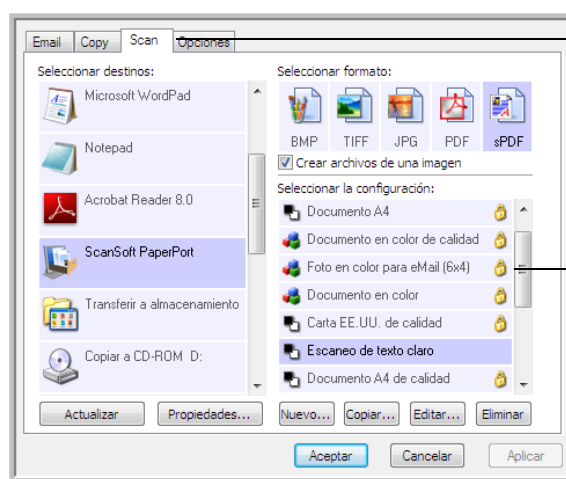 Email Copy Scan Opciones
Seleccionar destinos:
Microsoft WordPad
Notepad
Acrobat Reader 8.0
ScanSoft PaperPort
Transferir a almacenamiento
Copiar a CD-ROM D:
Actualizar Propiedades...
Seleccionar formato:
BMP TIFF JPG PDF sPDF
Crear archivos de una imagen
Seleccionar la configuración:
Documento A4
Documento en color de calidad
Foto en color para eMail (6x4)
Documento en color
Carta EE.UU. de calidad
Escaneo de texto claro
Documento A4 de calidad
Nuevo... Copiar... Editar... Eliminar
Aceptar Cancelar Aplicar